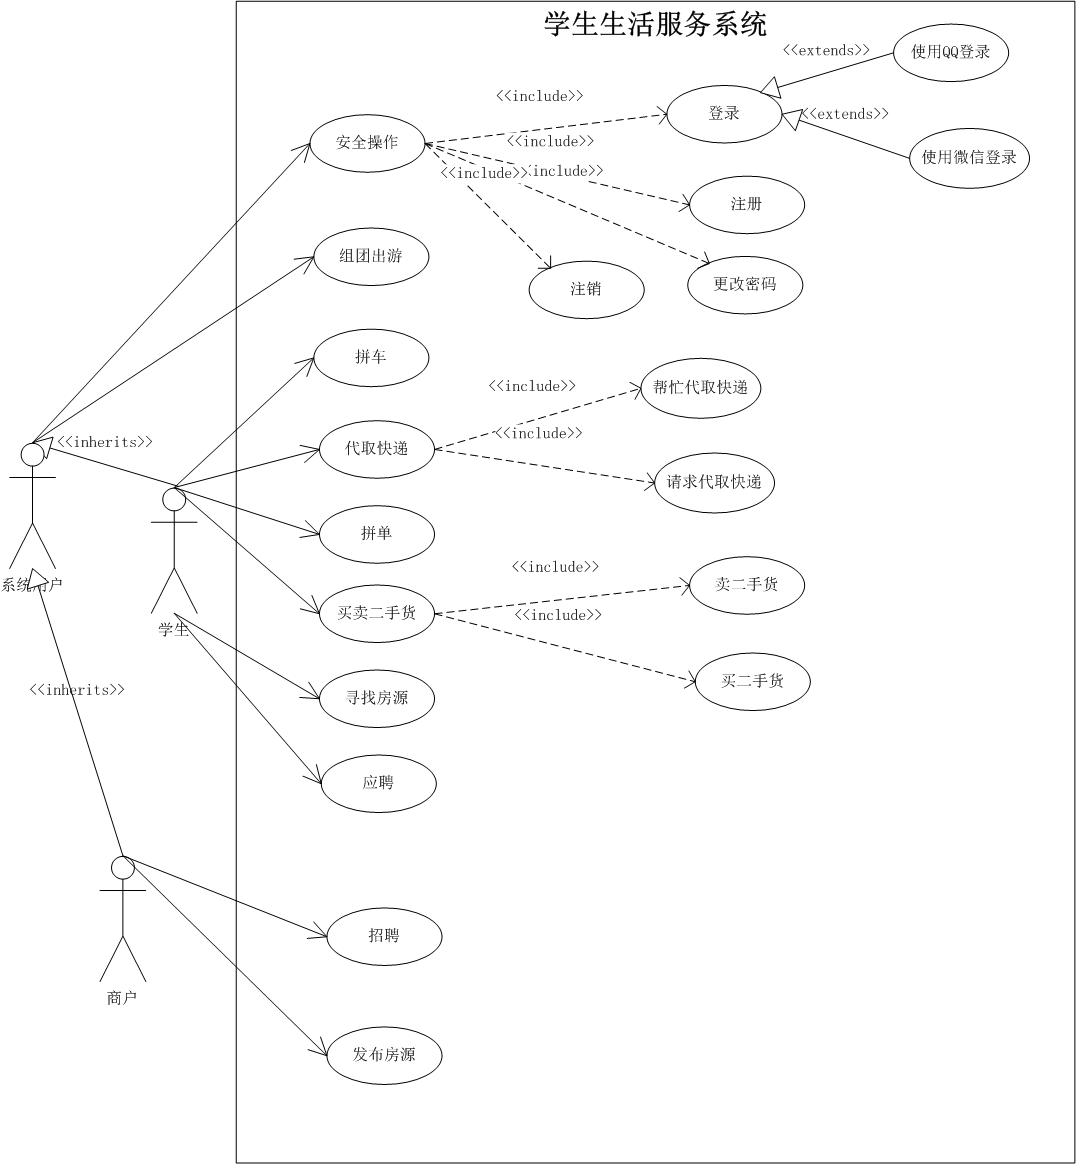 学生生活服务系统
使用QQ登录
<<extends>>
<<include>>
登录
<<extends>>
安全操作
<<include>>
使用微信登录
<<include>>
<<include>>
注册
组团出游
更改密码
注销
拼车
<<include>>
帮忙代取快递
<<inherits>>
代取快递
<<include>>
请求代取快递
拼单
系统用户
<<include>>
卖二手货
买卖二手货
<<include>>
学生
买二手货
<<inherits>>
寻找房源
应聘
招聘
商户
发布房源